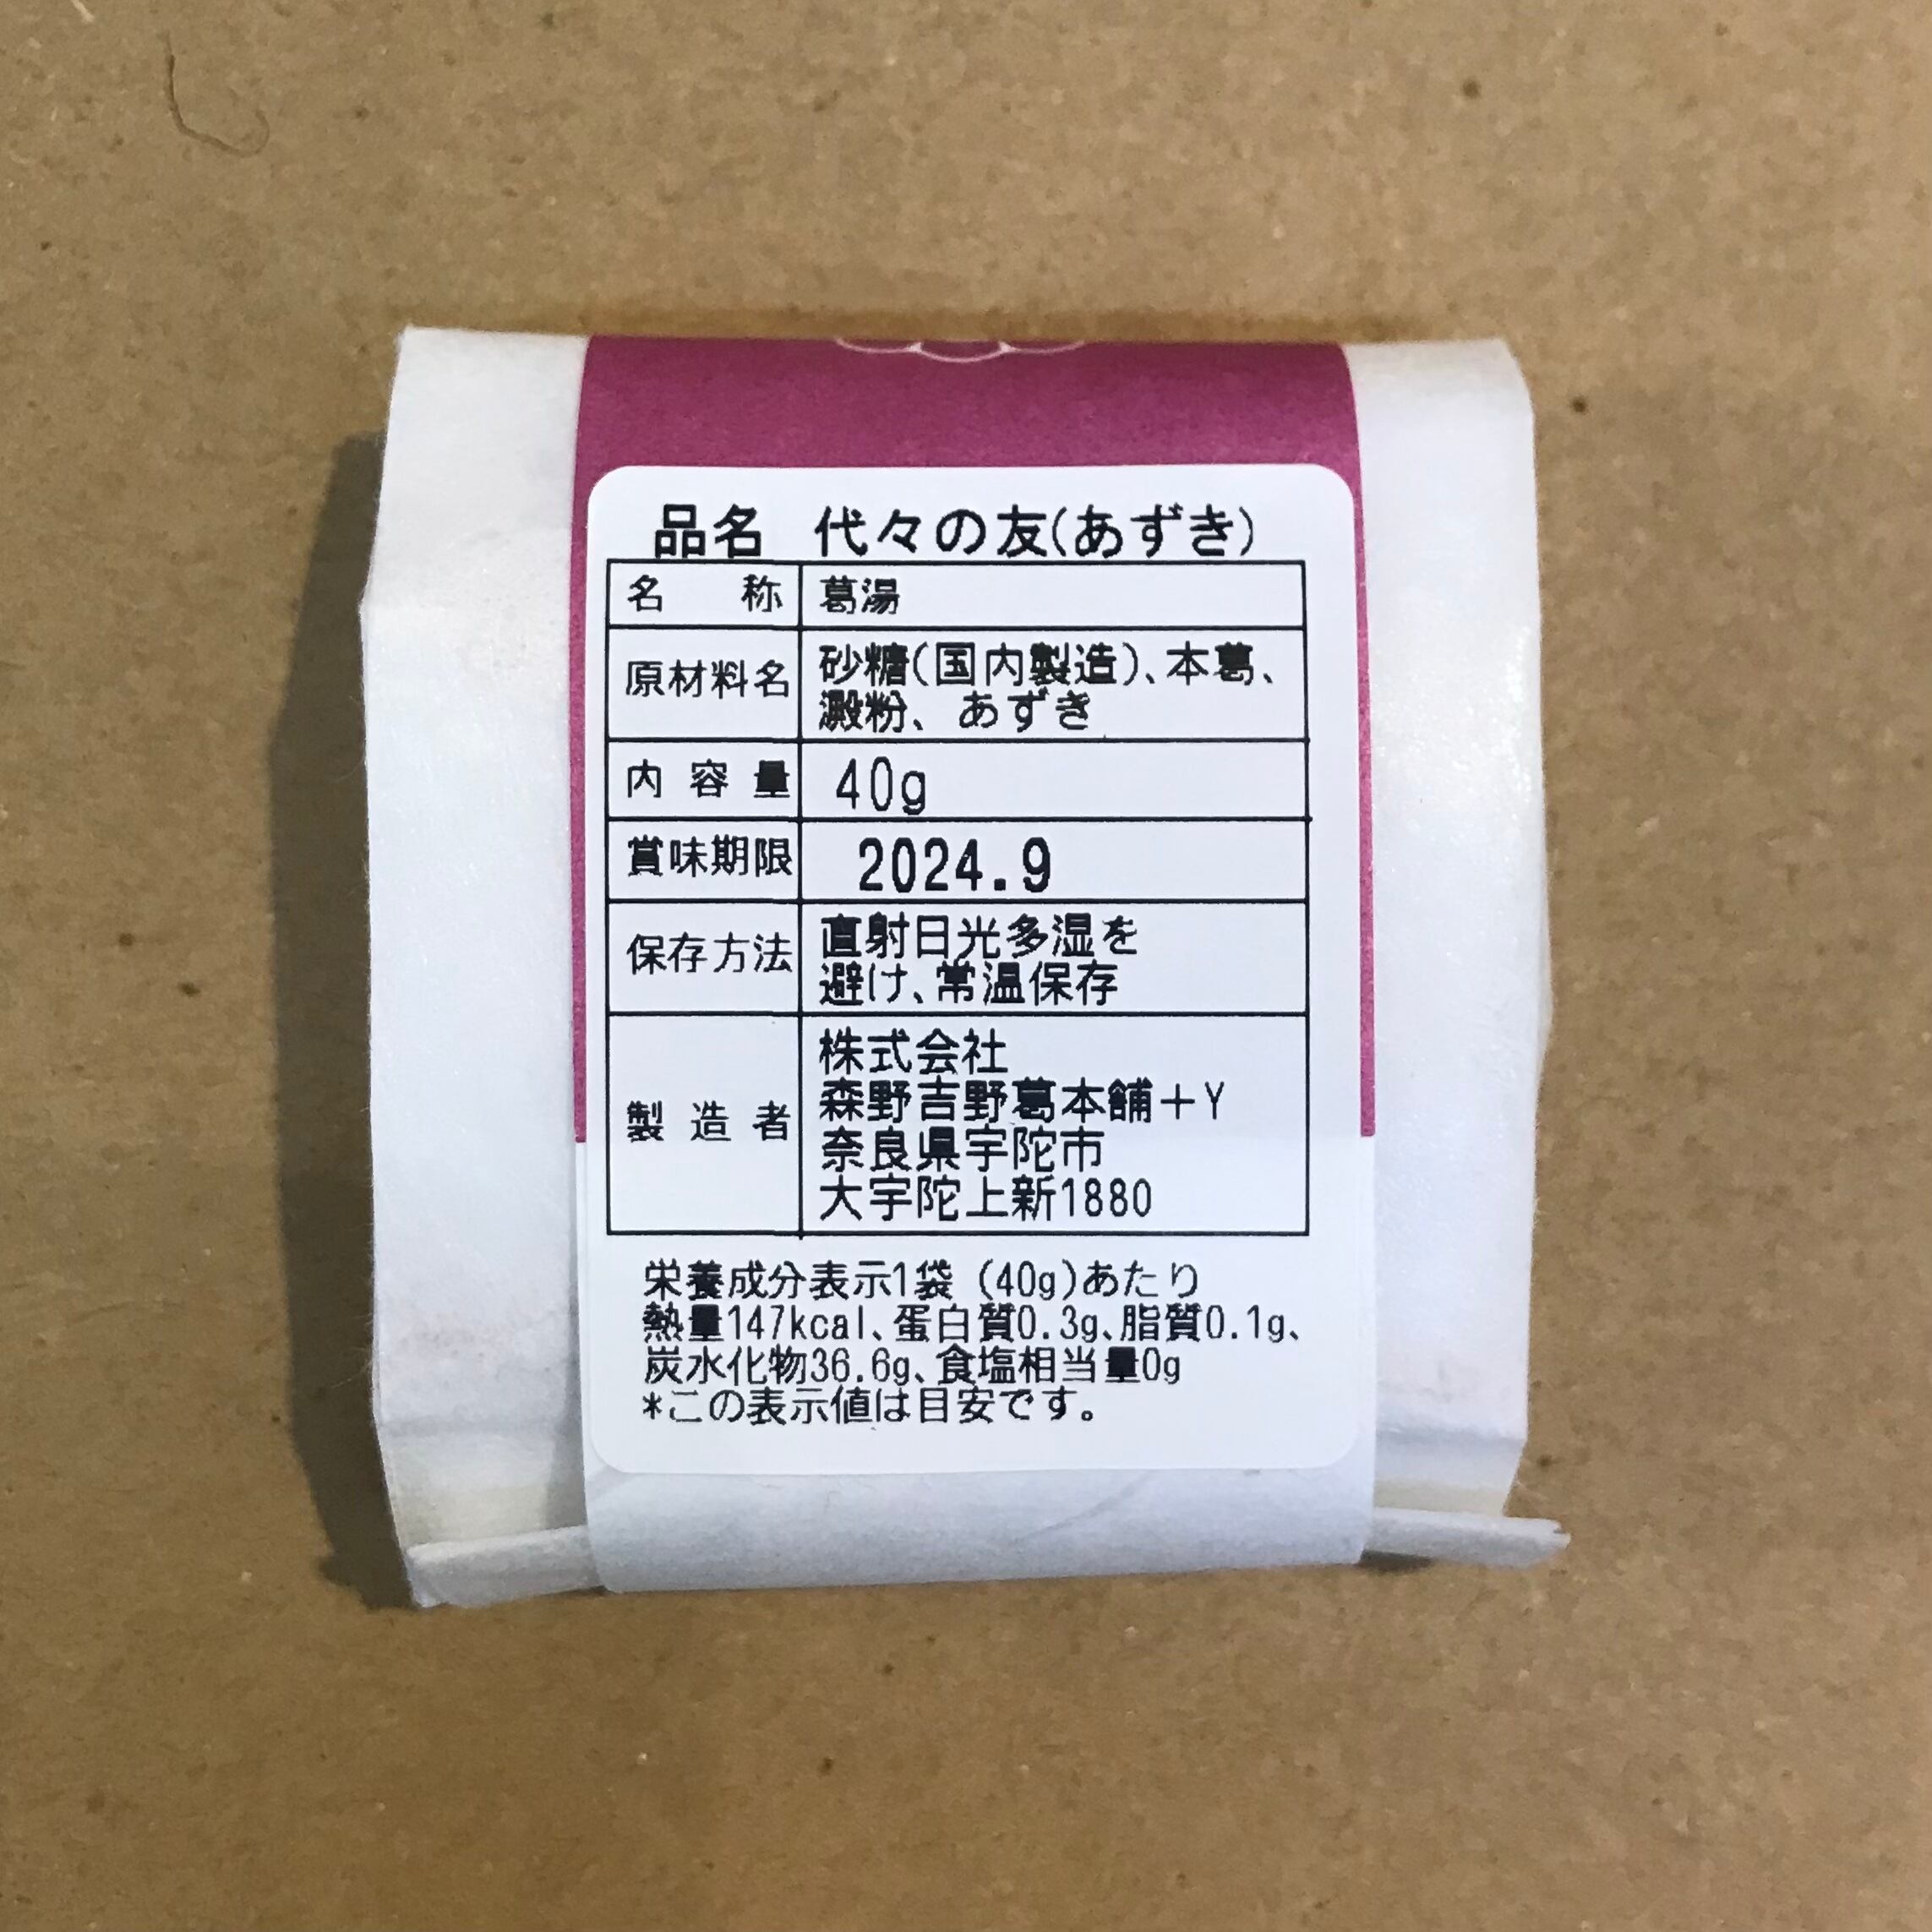 品名 代々の友(あずき)
名称 葛湯
原材料名 砂糖(国内製造)、本葛、
澱粉、あずき
内容量 40g
賞味期限 2024.9
保存方法 直射日光多湿を
避け、常温保存
製造者 株式会社
森野吉野葛本舗+Y
奈良県宇陀市
大宇陀上新1880
栄養成分表示1袋 (40g)あたり
熱量147kcal、蛋白質0.3g、脂質0.1g、
炭水化物36.6g、食塩相当量0g
*この表示値は目安です。